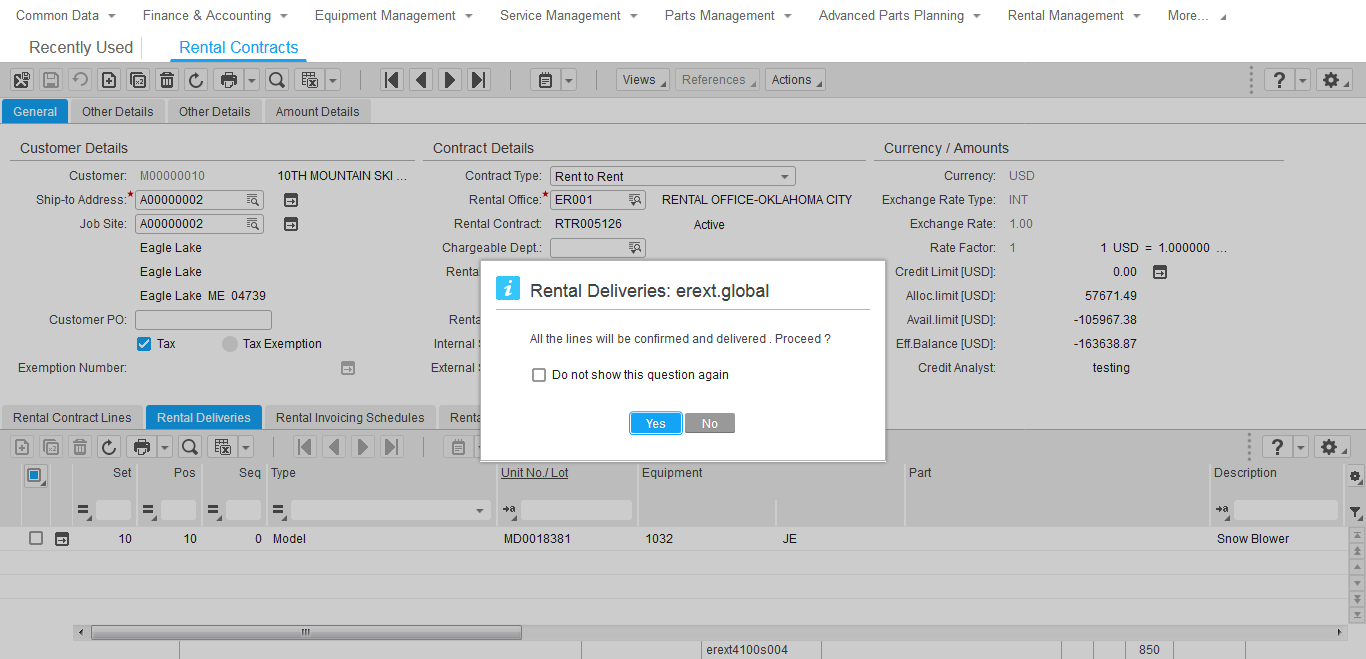 Common Data Finance & Accounting Equipment Management Service Management Parts Management Advanced Parts Planning Rental Management More...
Recently Used Rental Contracts
Views References Actions ?
General Other Details Other Details Amount Details
Customer Details Contract Details Currency / Amounts
Customer: M00000010 10TH MOUNTAIN SKI ... Contract Type: Rent to Rent Currency: USD
Ship-to Address:* A00000002 Rental Office:* ER001 RENTAL OFFICE-OKLAHOMA CITY Exchange Rate Type: INT
Job Site: A00000002 Rental Contract: RTR005126 Active Exchange Rate: 1.00
Eagle Lake Chargeable Dept.: Rate Factor: 1 1 USD = 1.000000 ...
Eagle Lake Renta Credit Limit [USD]: 0.00
Eagle Lake ME 04739 Alloc.limit [USD]: 57671.49
Customer PO: Renta Avail.limit [USD]: -105967.38
Tax Tax Exemption Internal S Eff.Balance [USD]: -163638.87
Exemption Number: External S Credit Analyst: testing
i Rental Deliveries: erext.global
All the lines will be confirmed and delivered . Proceed ?
Do not show this question again
Yes No
Rental Contract Lines Rental Deliveries Rental Invoicing Schedules Renta
?
Set Pos Seq Type Unit No./ Lot Equipment Part Description
= = = = →a →a
10 10 0 Model MD0018381 1032 JE Snow Blower
erext4100s004 850